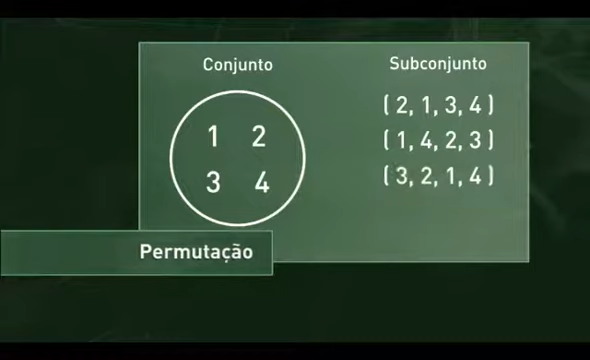 Conjunto
1 2
3 4
Subconjunto
( 2, 1, 3, 4 )
( 1, 4, 2, 3 )
( 3, 2, 1, 4 )
Permutação